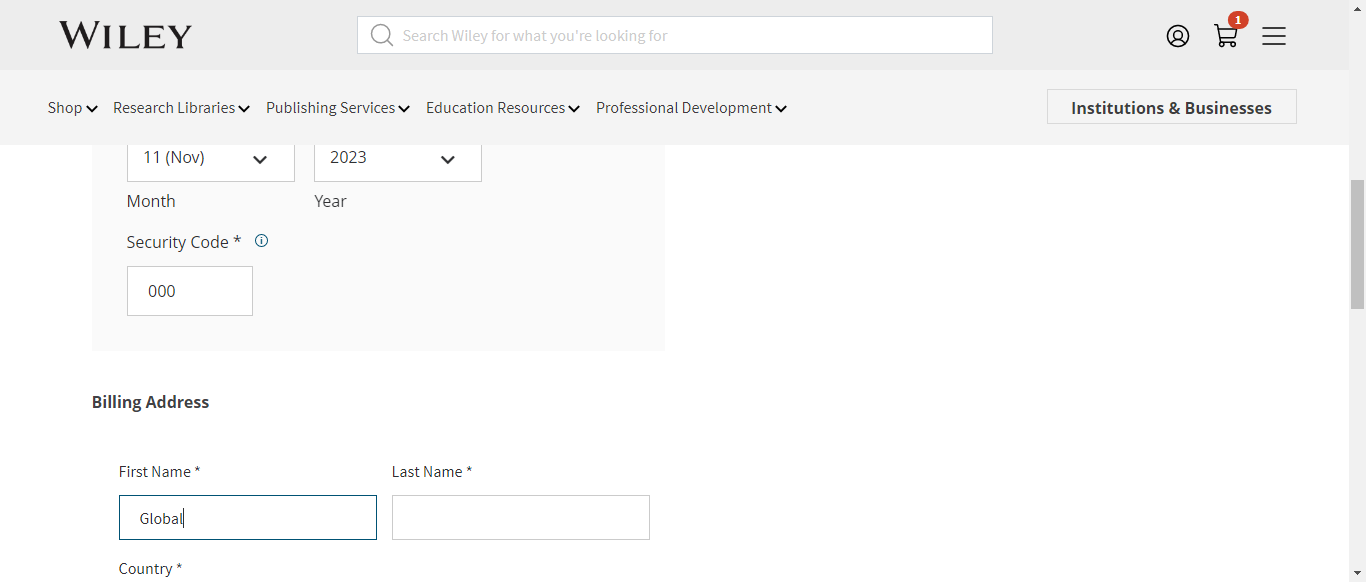 WILEY
Search Wiley for what you're looking for
1
Shop Research Libraries Publishing Services Education Resources Professional Development
Institutions & Businesses
11 (Nov) 2023
Month Year
Security Code *
000
Billing Address
First Name * Last Name *
Global
Country *